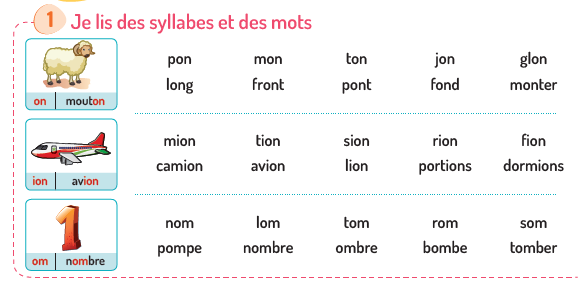 1 Je lis des syllabes et des mots
pon mon ton jon glon
long front pont fond monter
on mouton
mion tion sion rion fion
camion avion lion portions dormions
ion avion
1
nom lom tom rom som
pompe nombre ombre bombe tomber
om nombre